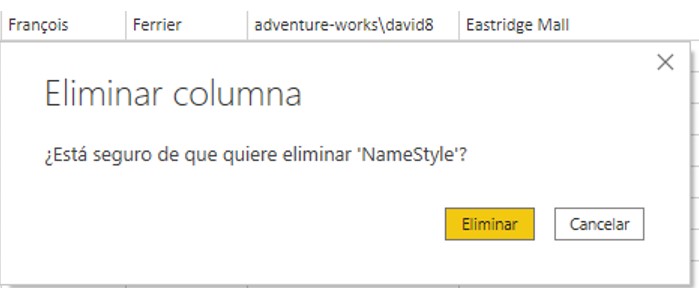 François Ferrier adventure-works\david8 Eastridge Mall
Eliminar columna
¿Está seguro de que quiere eliminar 'NameStyle'?
Eliminar Cancelar